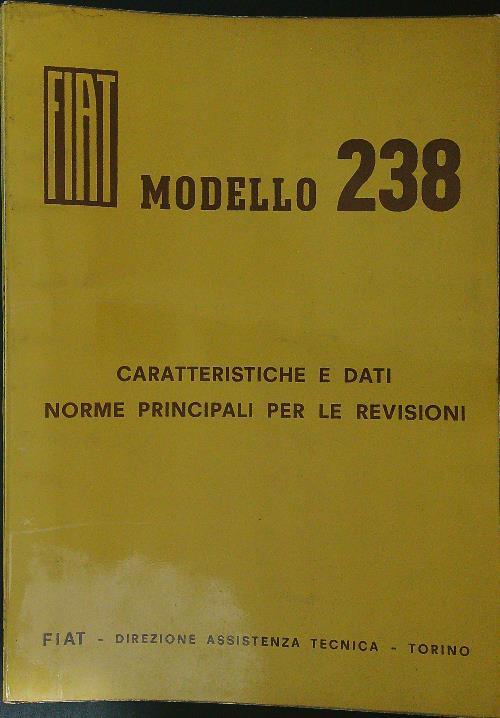 FIAT
MODELLO 238
CARATTERISTICHE E DATI
NORME PRINCIPALI PER LE REVISIONI
FIAT - DIREZIONE ASSISTENZA TECNICA - TORINO